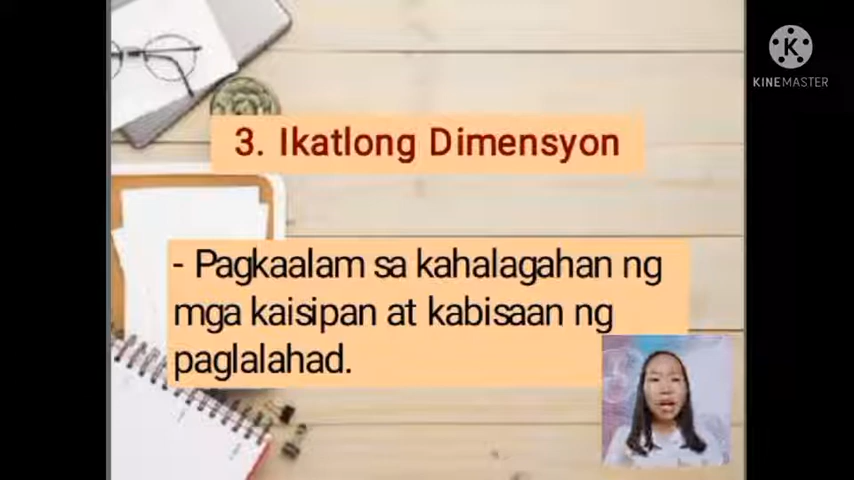 K
KINEMASTER
3. Ikatlong Dimensyon
- Pagkaalam sa kahalagahan ng
mga kaisipan at kabisaan ng
paglalahad.